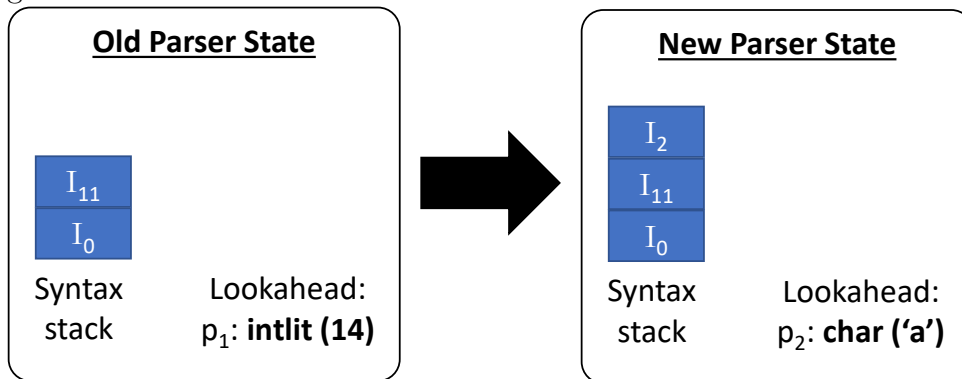 Old Parser State
I₁₁
I₀
Syntax
stack
Lookahead:
p₁: intlit (14)
New Parser State
I₂
I₁₁
I₀
Syntax
stack
Lookahead:
p₂: char (‘a’)